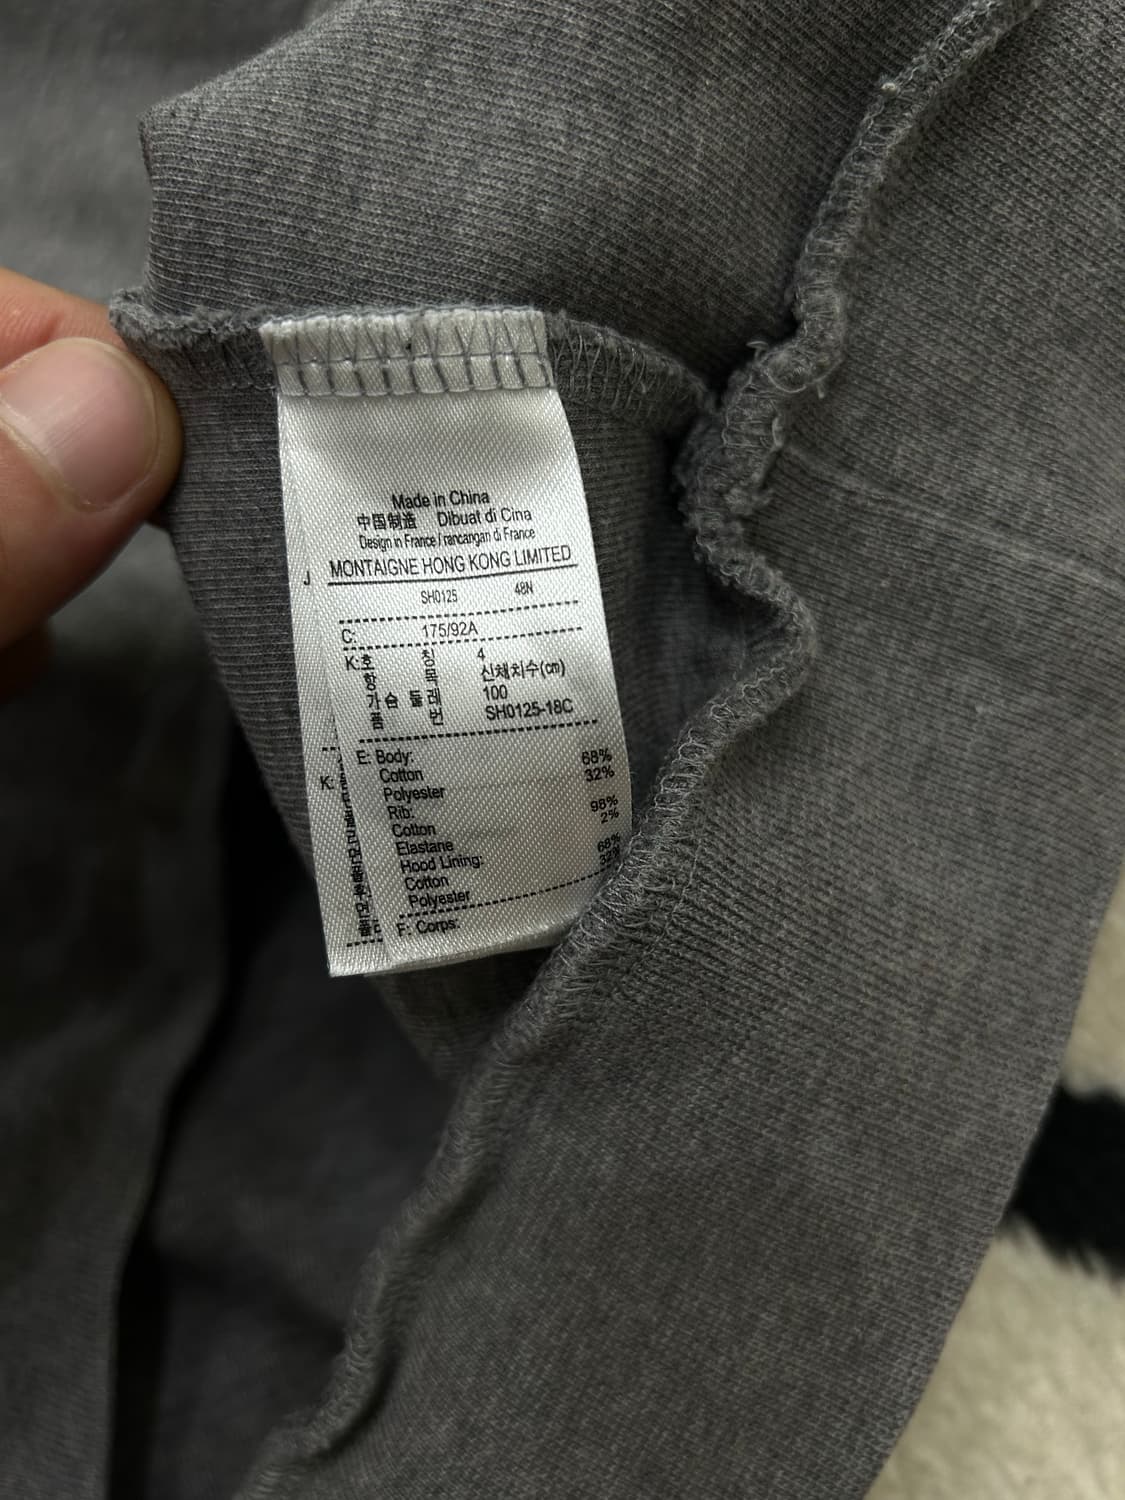 Made in China
中国制造 Dibuat di Cina
Design in France / rancangan di France
MONTAIGNE HONG KONG LIMITED
J
SH0125 48N
C: 175/92A
K: 4
신체치수(cm)
100
SH0125-18C
E: Body:
Cotton 68%
Polyester 32%
Rib:
Cotton 98%
Elastane 2%
Hood Lining:
Cotton 68%
Polyester 32%
F: Corps:
K: